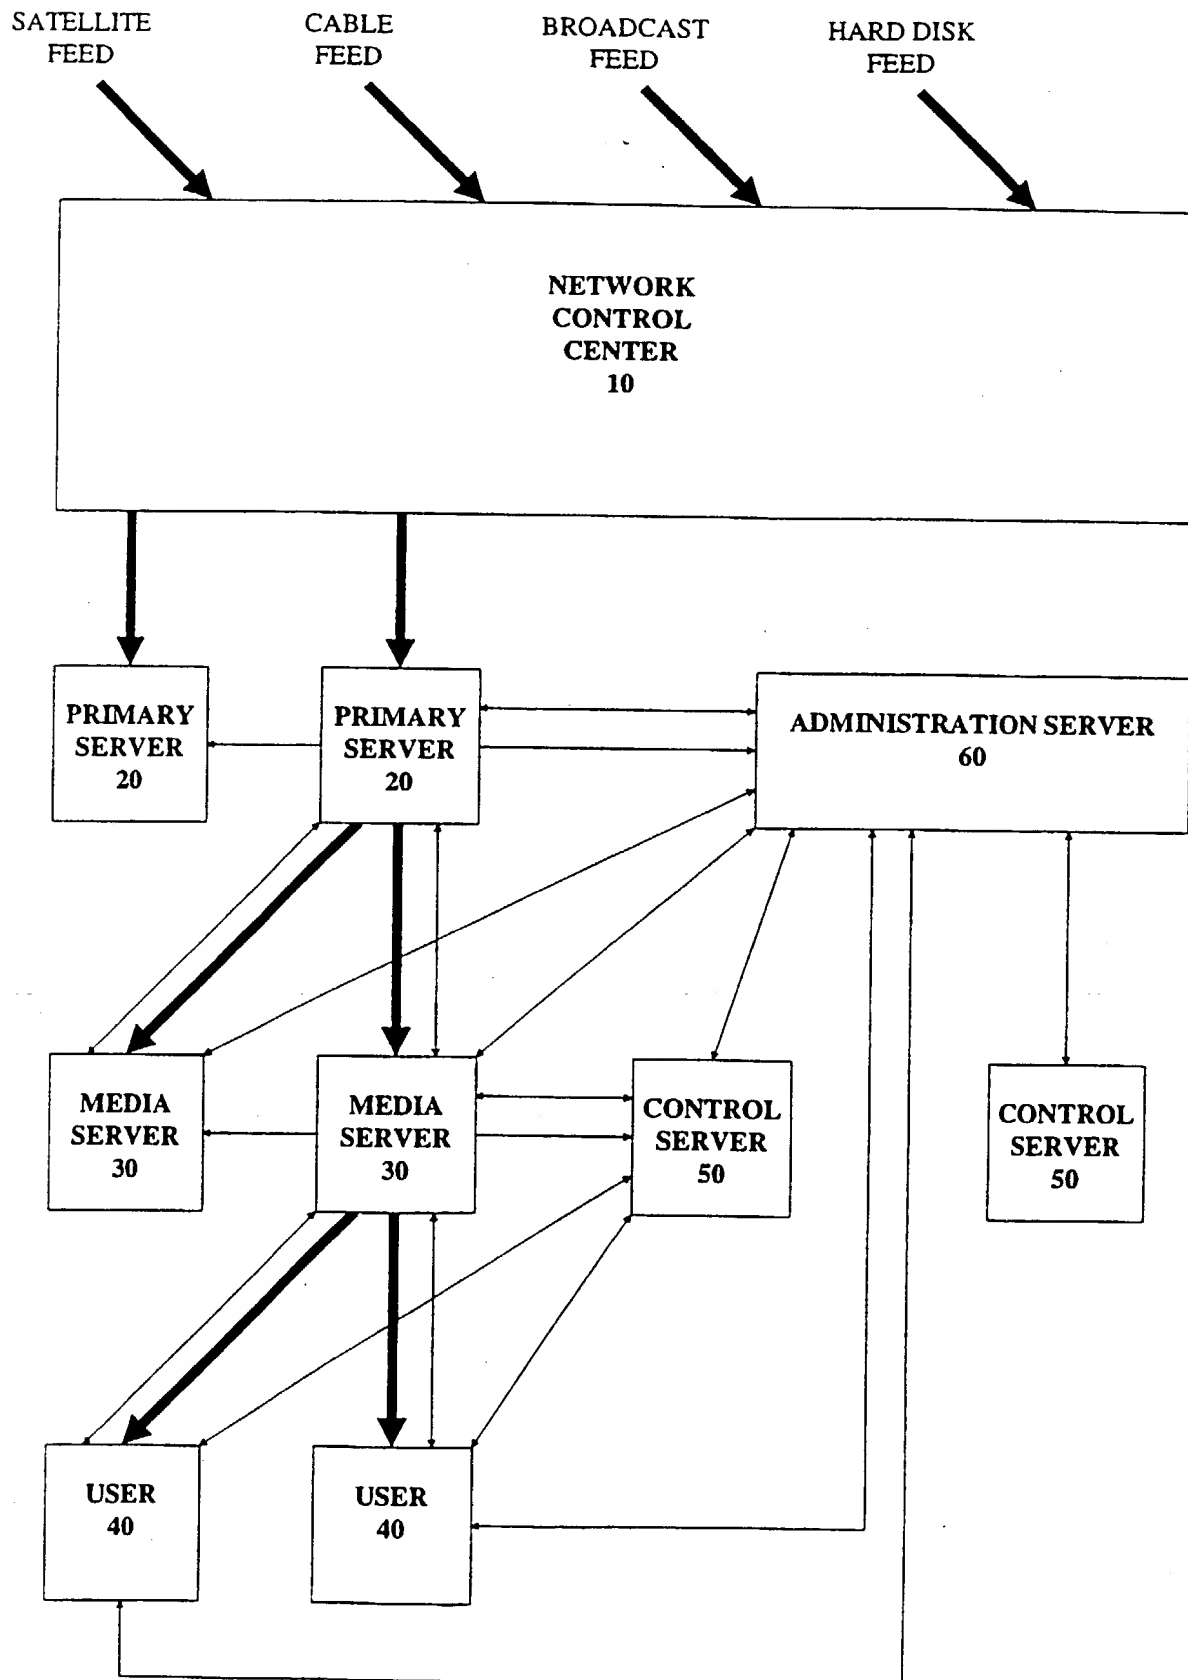 SATELLITE
FEED
CABLE
FEED
BROADCAST
FEED
HARD DISK
FEED
NETWORK
CONTROL
CENTER
10
PRIMARY
SERVER
20
PRIMARY
SERVER
20
ADMINISTRATION SERVER
60
MEDIA
SERVER
30
MEDIA
SERVER
30
CONTROL
SERVER
50
CONTROL
SERVER
50
USER
40
USER
40